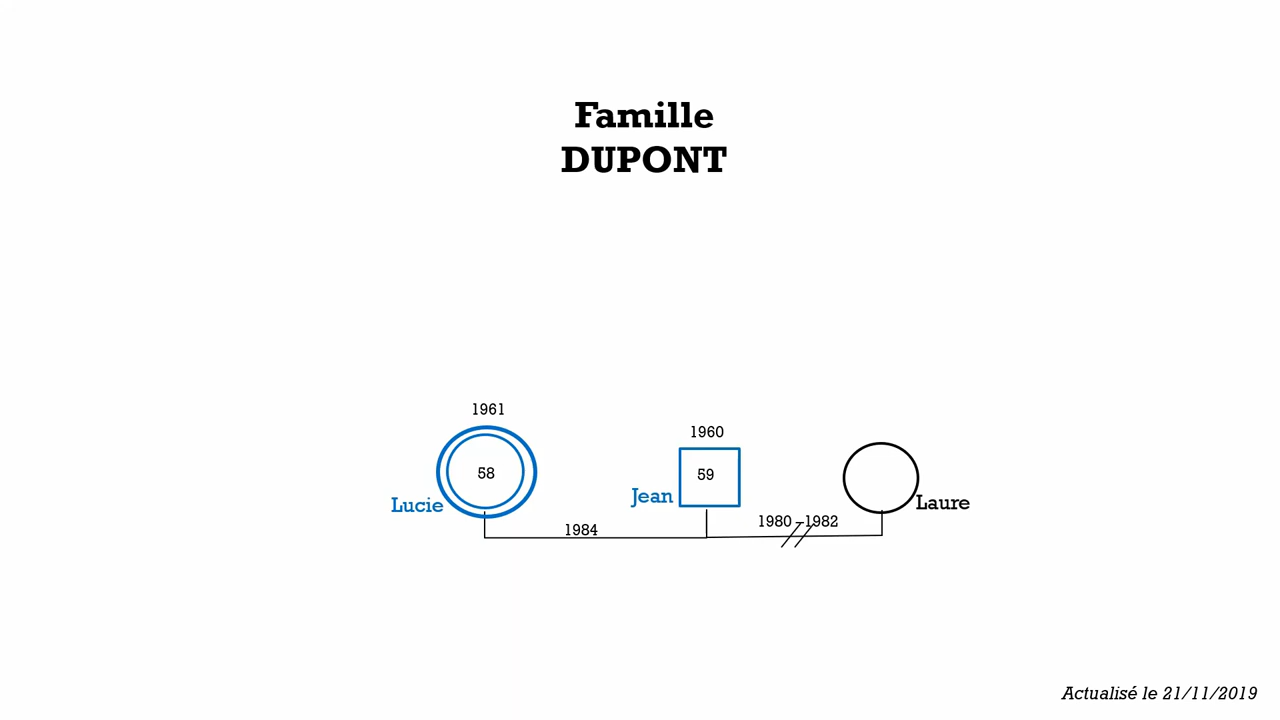 Famille
DUPONT
1961
1960
58
59
Jean
Lucie
Laure
1980 – 1982
1984
Actualisé le 21/11/2019